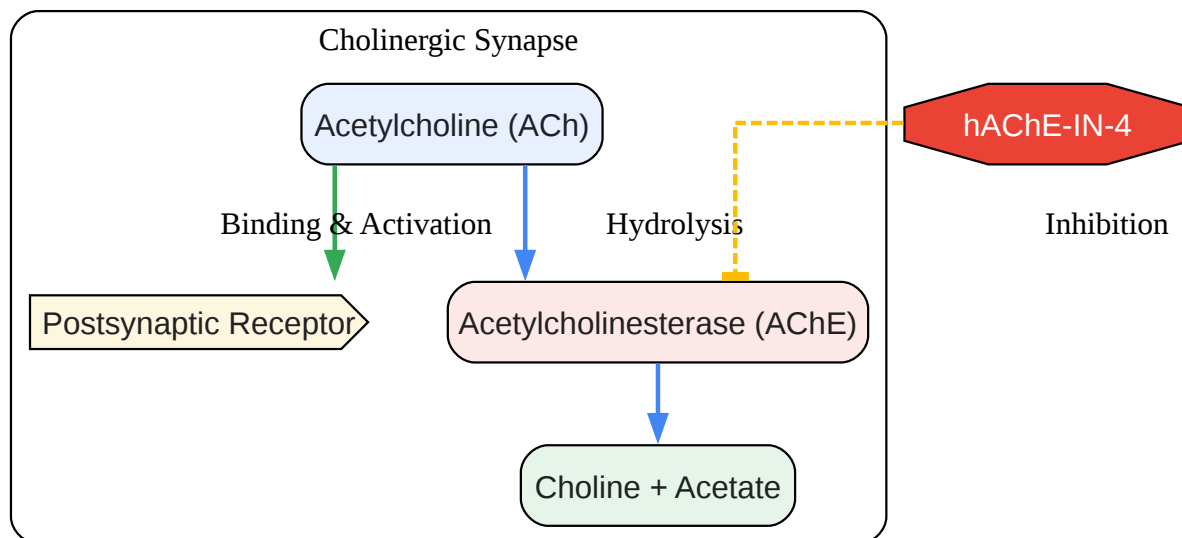 Cholinergic Synapse
Acetylcholine (ACh)
hAChE-IN-4
Binding & Activation
Hydrolysis
Inhibition
Postsynaptic Receptor
Acetylcholinesterase (AChE)
Choline + Acetate